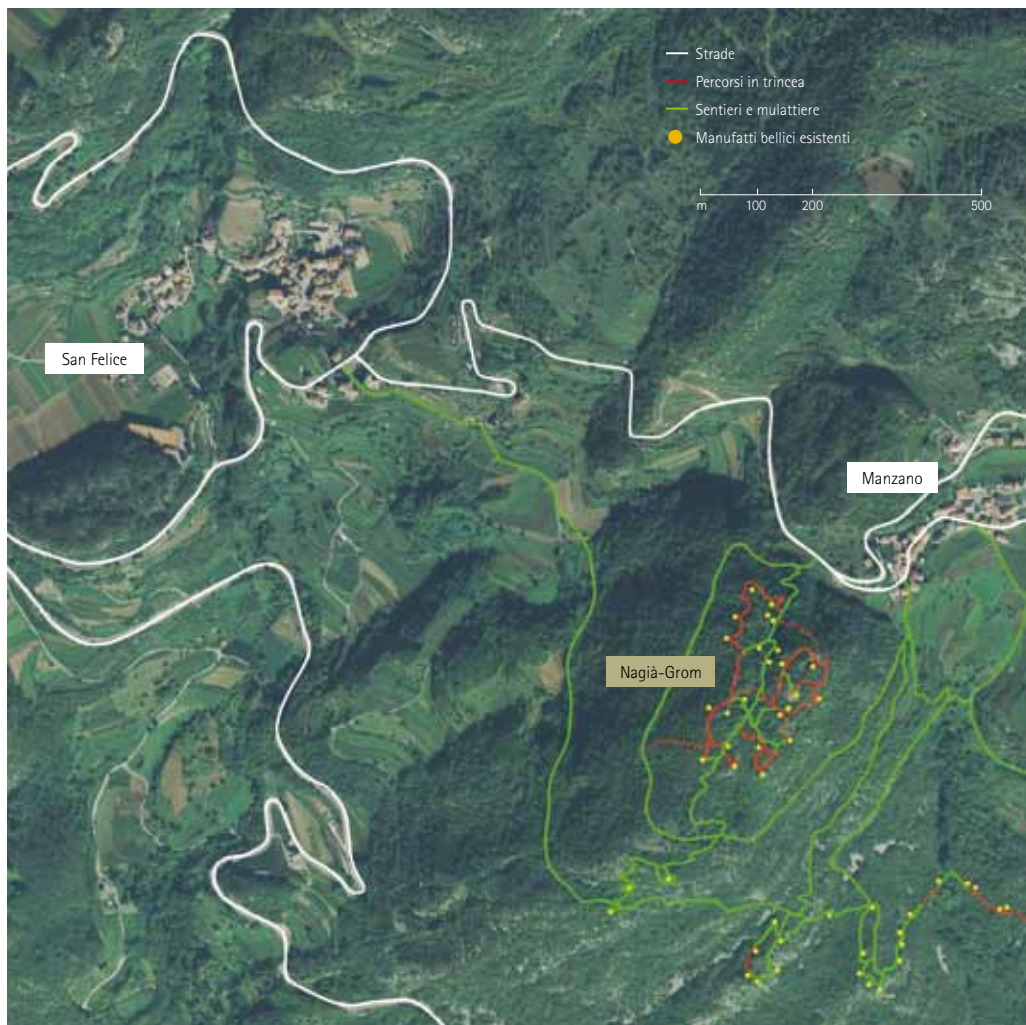 Strade
Percorsi in trincea
Sentieri e mulattiere
Manufatti bellici esistenti
m 100 200 500
San Felice
Manzano
Nagià-Grom